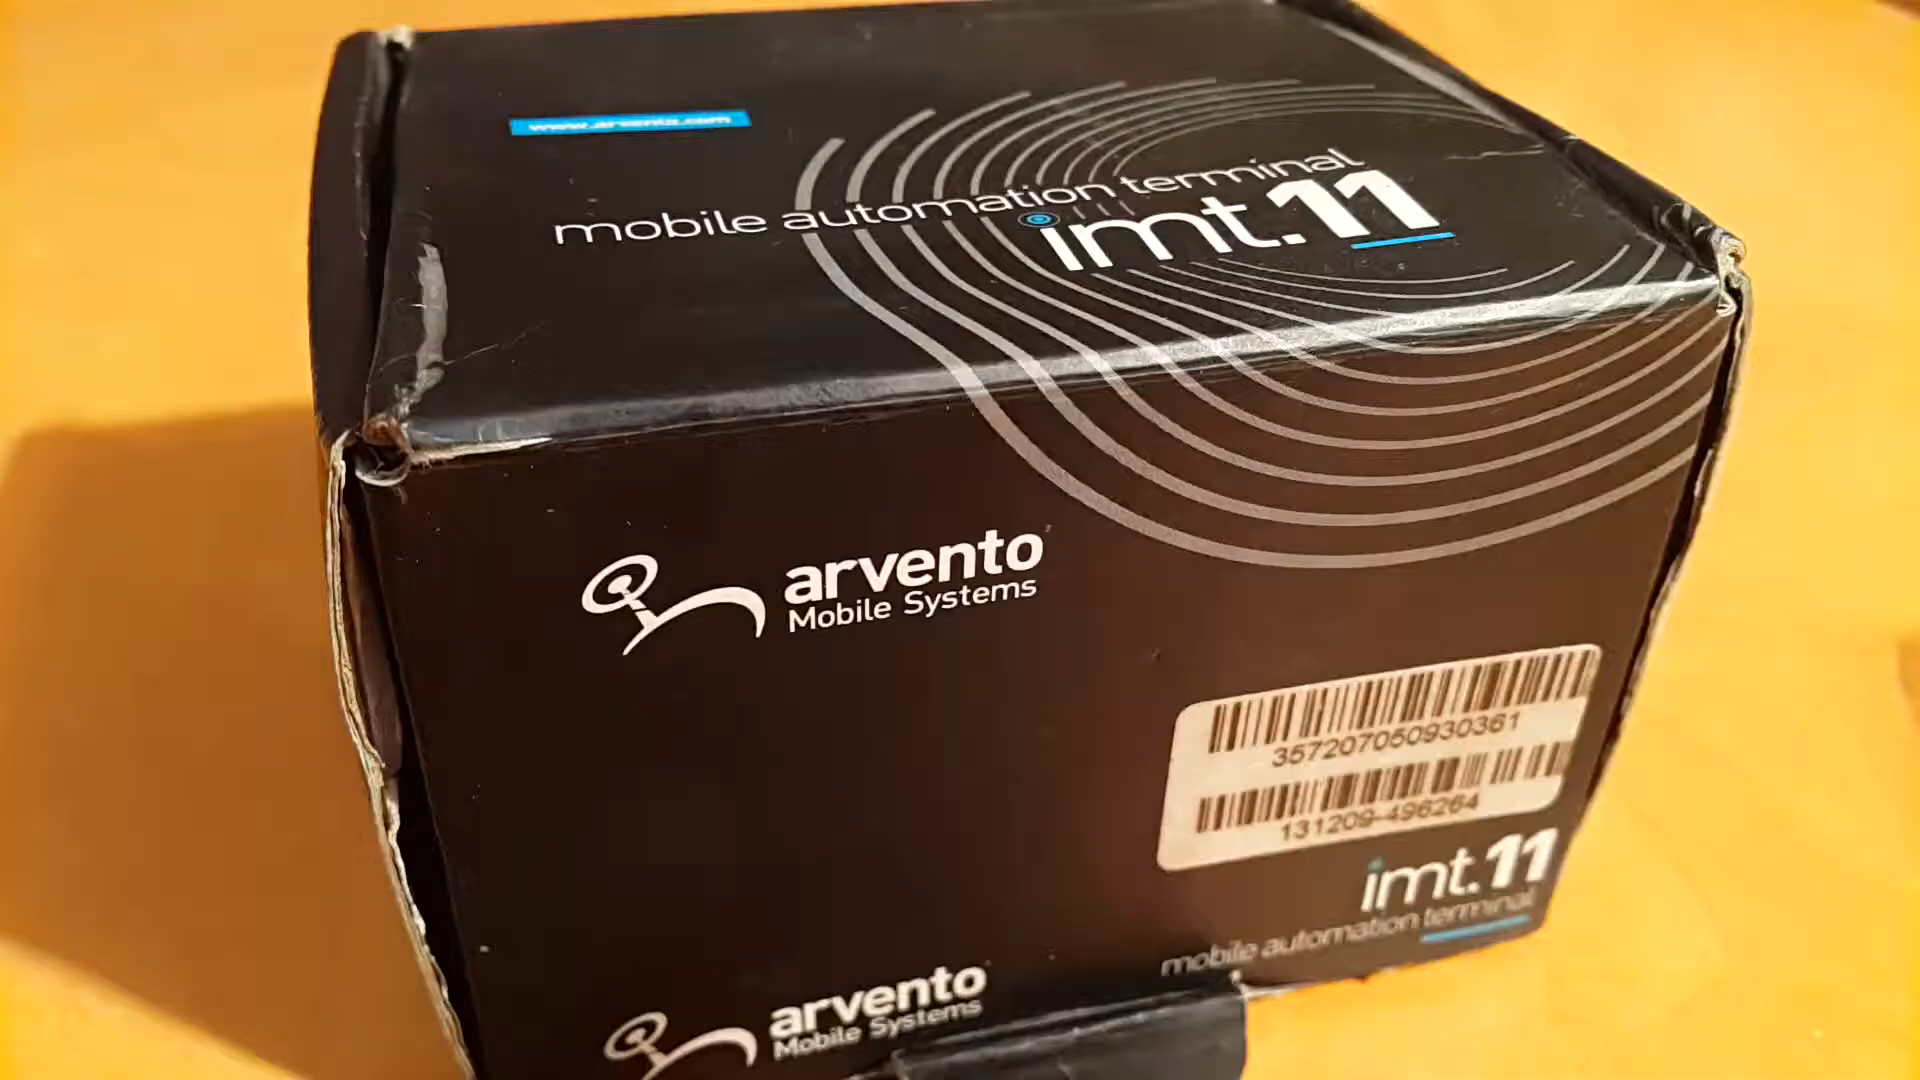 www.arvento.com
mobile automation terminal
imt.11
arvento
Mobile Systems
357207050930361
131209-496264
imt.11
mobile automation terminal
arvento
Mobile Systems